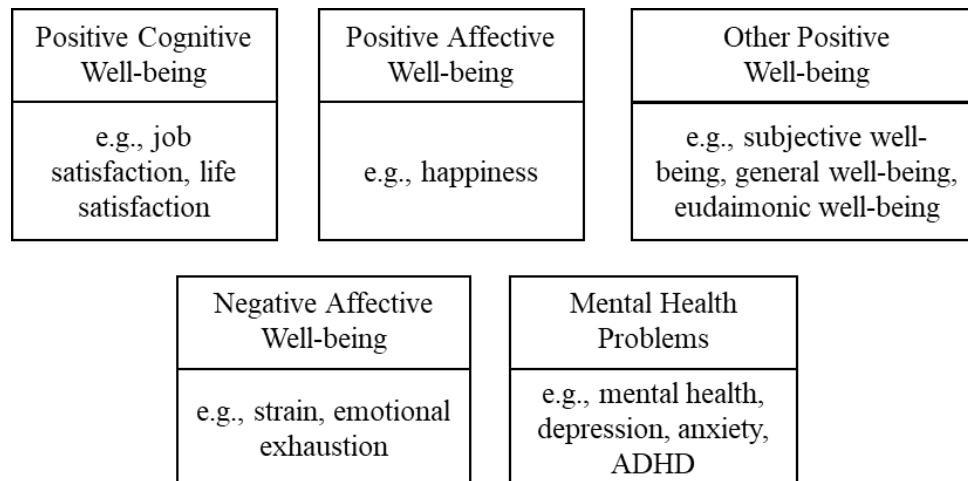 Positive Cognitive
Well-being
e.g., job
satisfaction, life
satisfaction
Positive Affective
Well-being
e.g., happiness
Other Positive
Well-being
e.g., subjective well-
being, general well-being,
eudaimonic well-being
Negative Affective
Well-being
e.g., strain, emotional
exhaustion
Mental Health
Problems
e.g., mental health,
depression, anxiety,
ADHD